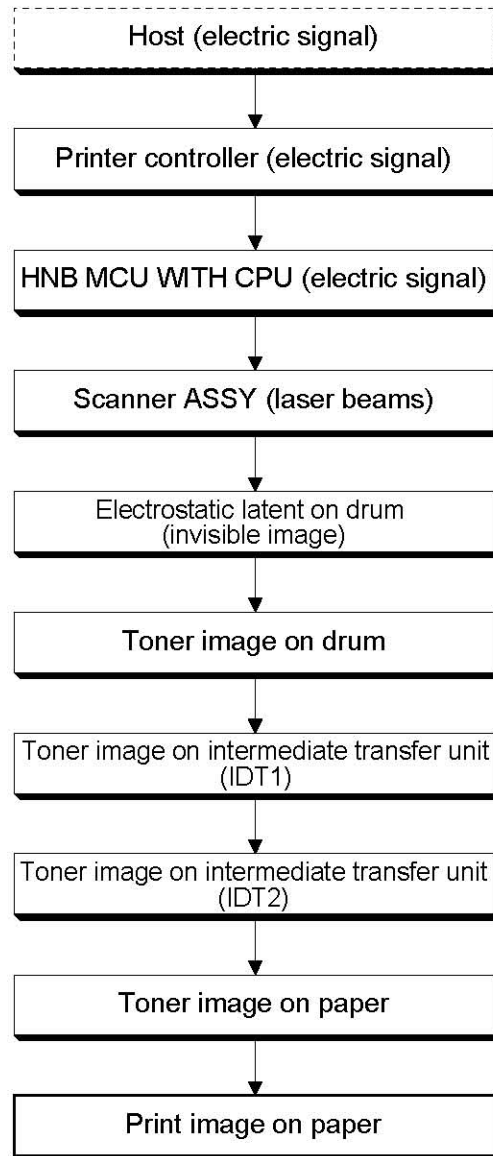 Host (electric signal)
Printer controller (electric signal)
HNB MCU WITH CPU (electric signal)
Scanner ASSY (laser beams)
Electrostatic latent on drum
(invisible image)
Toner image on drum
Toner image on intermediate transfer unit
(IDT1)
Toner image on intermediate transfer unit
(IDT2)
Toner image on paper
Print image on paper